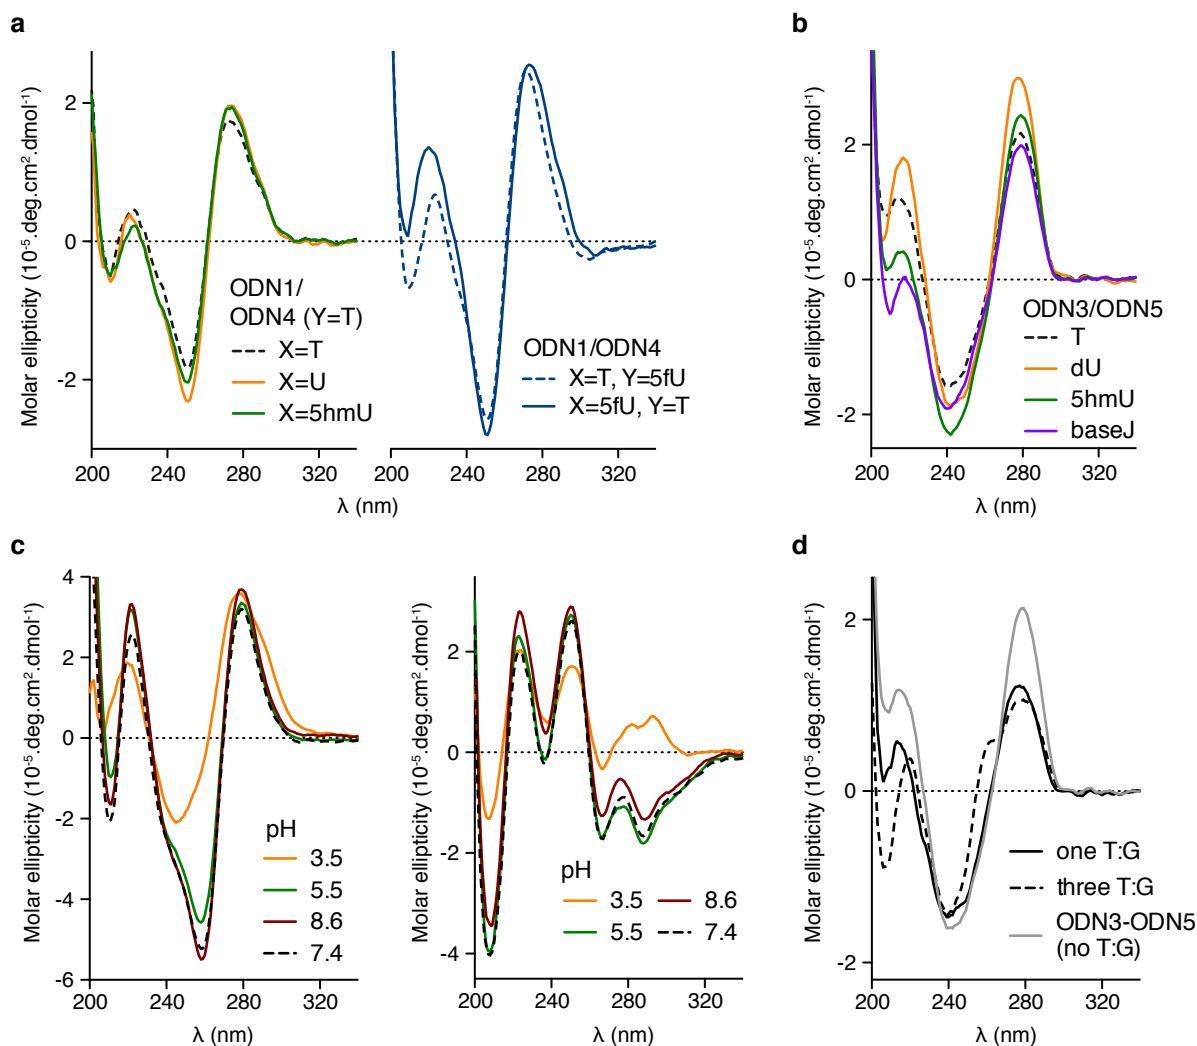 a
Molar ellipticity (10⁻⁵.deg.cm².dmol⁻¹)
2
0
-2
200
240
280
320
200
240
280
320
λ (nm)
ODN1/
ODN4 (Y=T)
X=T
X=U
X=5hmU
ODN1/ODN4
X=T, Y=5fU
X=5fU, Y=T
b
Molar ellipticity (10⁻⁵.deg.cm².dmol⁻¹)
2
0
-2
200
240
280
320
λ (nm)
ODN3/ODN5
T
dU
5hmU
baseJ
c
Molar ellipticity (10⁻⁵.deg.cm².dmol⁻¹)
4
2
0
-2
-4
-6
200
240
280
320
λ (nm)
pH
3.5
5.5
8.6
7.4
Molar ellipticity (10⁻⁵.deg.cm².dmol⁻¹)
2
0
-2
-4
200
240
280
320
λ (nm)
pH
3.5 8.6
5.5 7.4
d
Molar ellipticity (10⁻⁵.deg.cm².dmol⁻¹)
2
0
-2
200
240
280
320
λ (nm)
one T:G
three T:G
ODN3-ODN5
(no T:G)